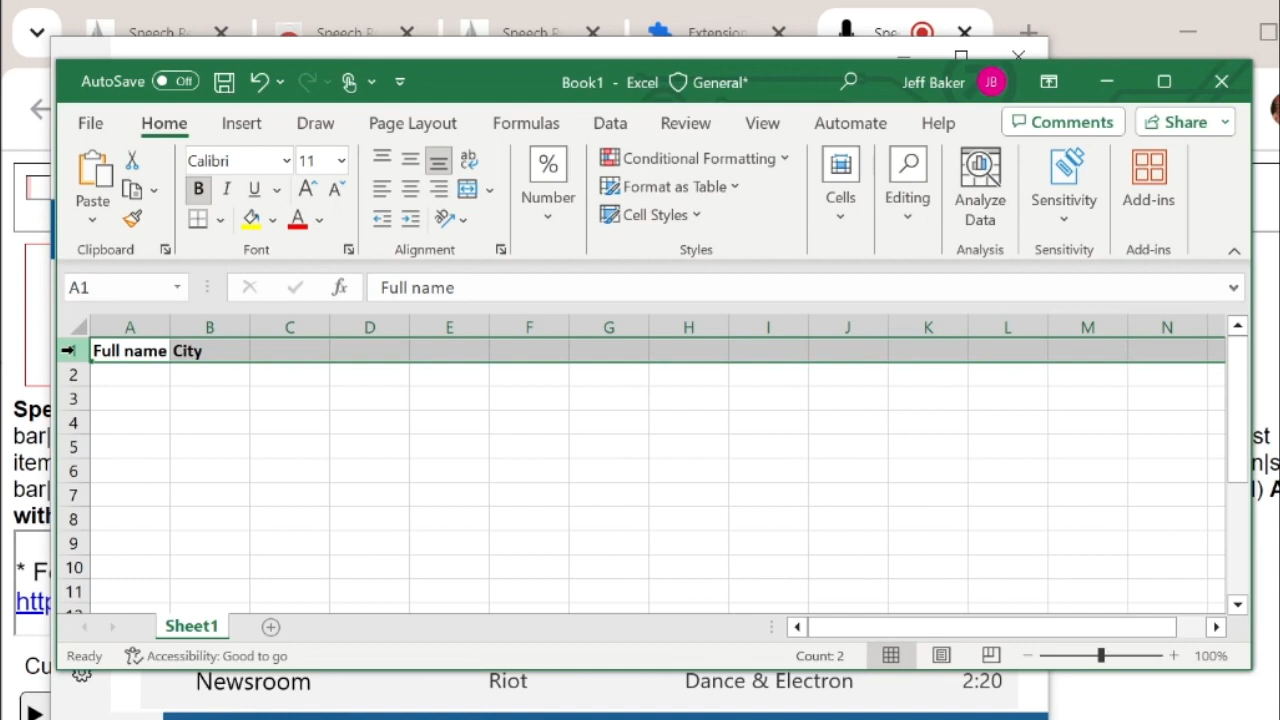 Speech R
Speech R
Speech R
Extension
Spe
AutoSave Off
Book1 - Excel General*
Jeff Baker JB
File Home Insert Draw Page Layout Formulas Data Review View Automate Help Comments Share
Paste
Clipboard
Calibri 11
B I U A A
A
Font
ab
Alignment
%
Number
Conditional Formatting
Format as Table
Cell Styles
Styles
Cells
Editing
Analyze
Data
Analysis
Sensitivity
Sensitivity
Add-ins
Add-ins
A1 fx Full name
A B C D E F G H I J K L M N
Full name City
2
3
4
5
6
7
8
9
10
11
Sheet1
Ready Accessibility: Good to go Count: 2 100%
Spe
bar|
item
bar|
with
* F
http
Cu
st
n|s
l) A
Newsroom Riot Dance & Electron 2:20